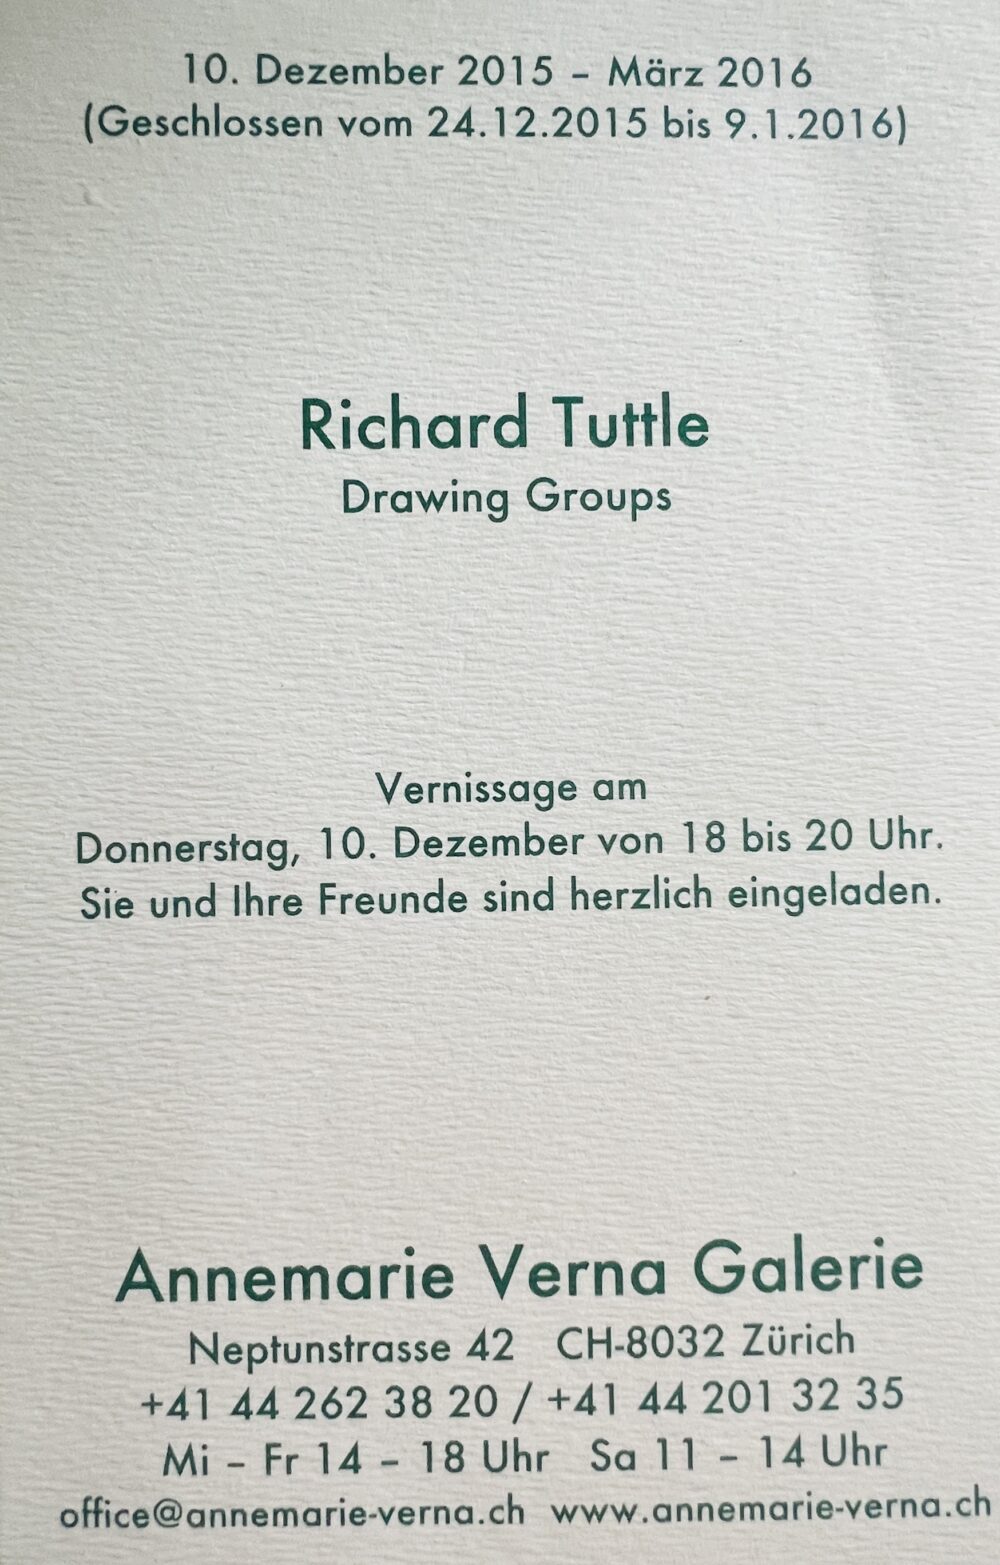 10. Dezember 2015 – März 2016
(Geschlossen vom 24.12.2015 bis 9.1.2016)
Richard Tuttle
Drawing Groups
Vernissage am
Donnerstag, 10. Dezember von 18 bis 20 Uhr.
Sie und Ihre Freunde sind herzlich eingeladen.
Annemarie Verna Galerie
Neptunstrasse 42 CH-8032 Zürich
+41 44 262 38 20 / +41 44 201 32 35
Mi – Fr 14 – 18 Uhr Sa 11 – 14 Uhr
office@annemarie-verna.ch www.annemarie-verna.ch